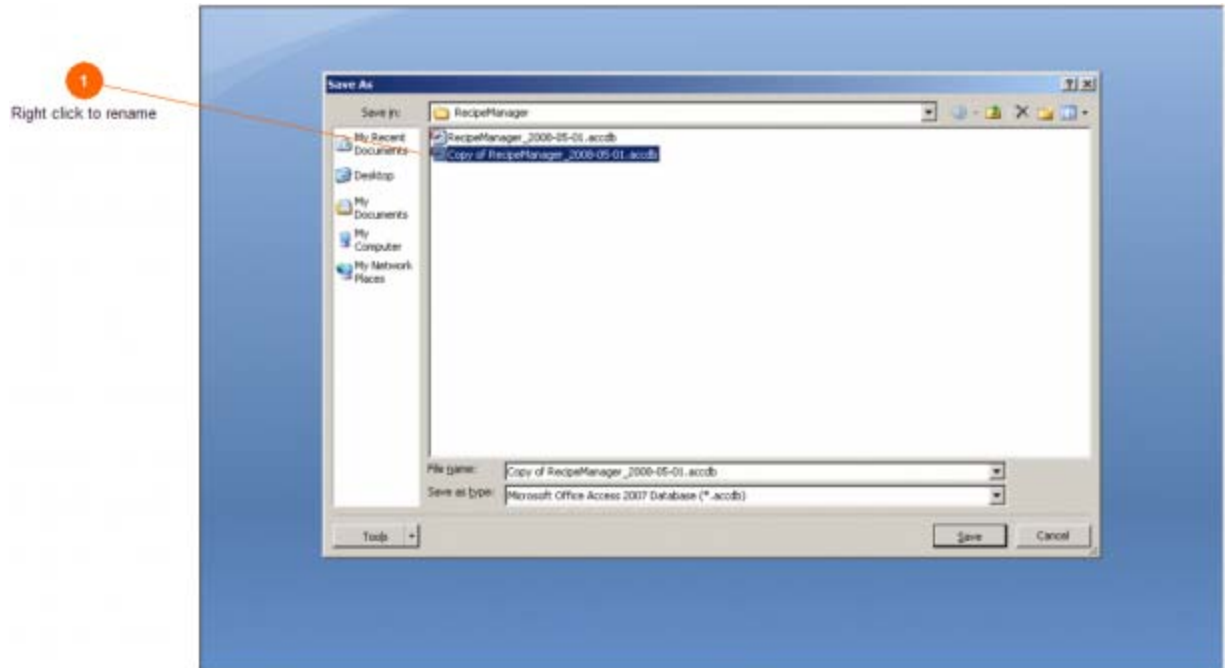 1
Right click to rename
Save As
Save in:
RecipeManager
My Recent
Documents
Desktop
My
Documents
My
Computer
My Network
Places
RecipeManager_2008-05-01.accdb
Copy of RecipeManager_2008-05-01.accdb
File name:
Copy of RecipeManager_2008-05-01.accdb
Save as type:
Microsoft Office Access 2007 Database (*.accdb)
Tools
Save
Cancel